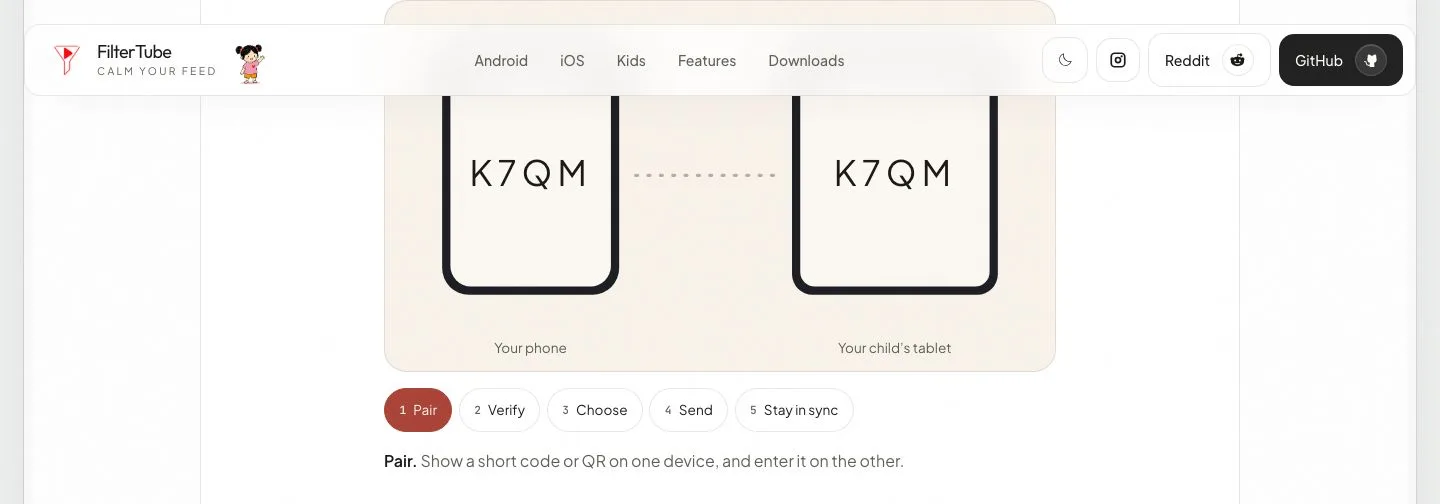 FilterTube
CALM YOUR FEED
Android iOS Kids Features Downloads
Reddit
GitHub
K7QM K7QM
Your phone Your child's tablet
1 Pair 2 Verify 3 Choose 4 Send 5 Stay in sync
Pair. Show a short code or QR on one device, and enter it on the other.